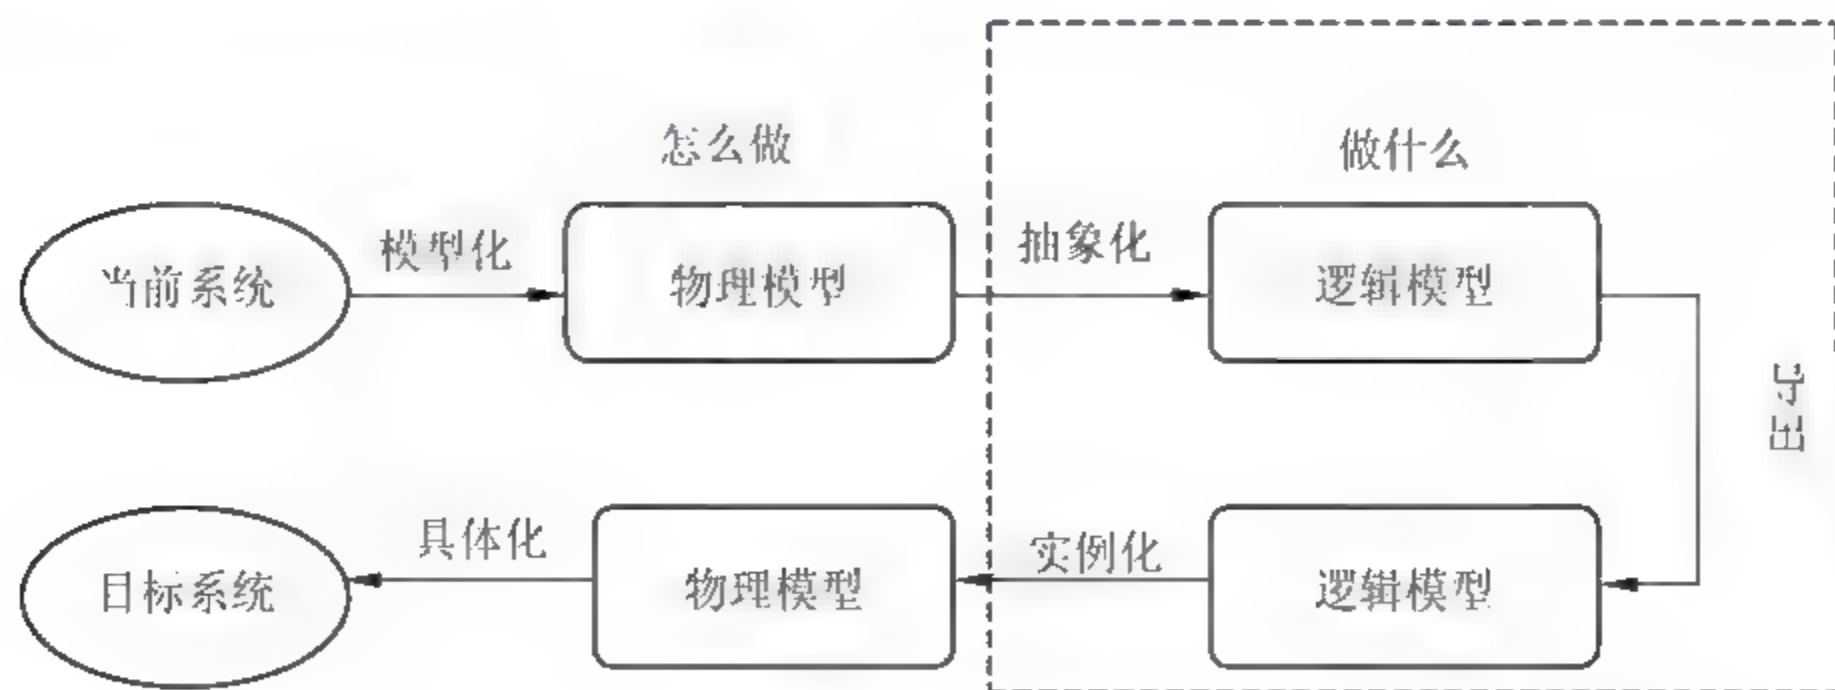 怎么做
做什么
当前系统
模型化
物理模型
抽象化
逻辑模型
导出
目标系统
具体化
物理模型
实例化
逻辑模型